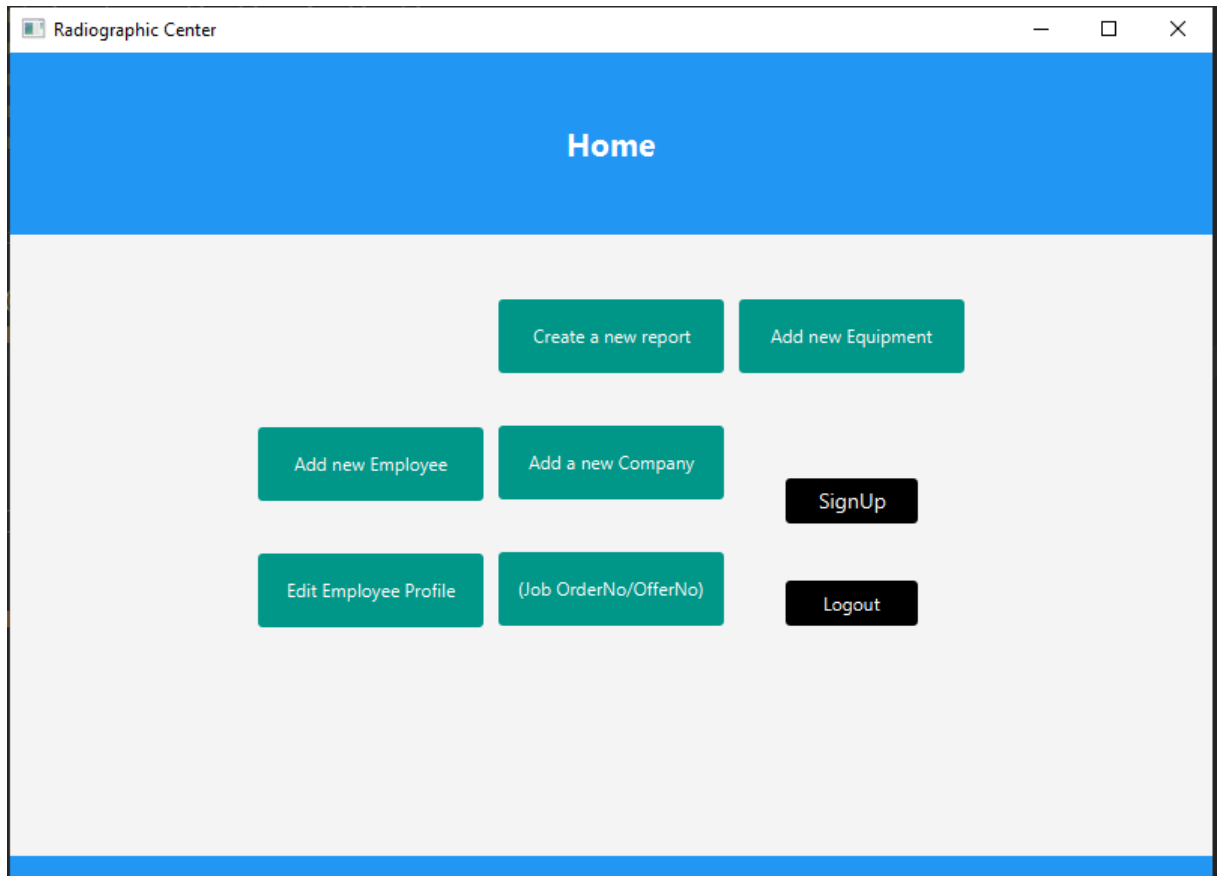 Radiographic Center
Home
Create a new report
Add new Equipment
Add new Employee
Add a new Company
SignUp
Edit Employee Profile
(Job OrderNo/OfferNo)
Logout